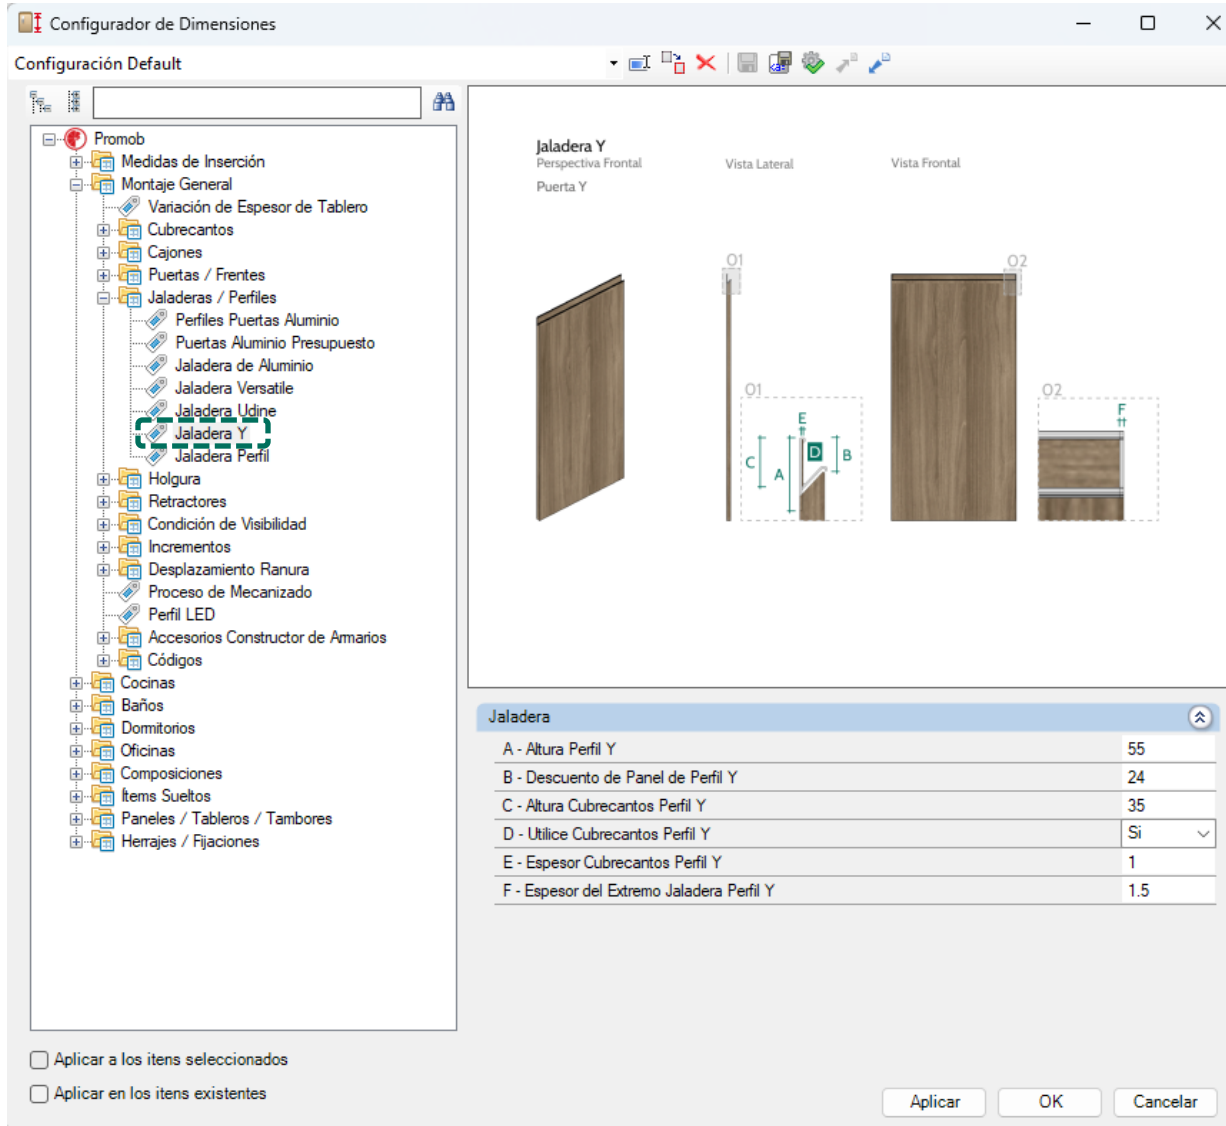 Configurador de Dimensiones
Configuración Default
Promob
Medidas de Inserción
Montaje General
Variación de Espesor de Tablero
Cubrecantos
Cajones
Puertas / Frentes
Jaladeras / Perfiles
Perfiles Puertas Aluminio
Puertas Aluminio Presupuesto
Jaladera de Aluminio
Jaladera Versatile
Jaladera Udine
Jaladera Y
Jaladera Perfil
Holgura
Retractores
Condición de Visibilidad
Incrementos
Desplazamiento Ranura
Proceso de Mecanizado
Perfil LED
Accesorios Constructor de Armarios
Códigos
Cocinas
Baños
Dormitorios
Oficinas
Composiciones
Ítems Sueltos
Paneles / Tableros / Tambores
Herrajes / Fijaciones
Jaladera Y
Perspectiva Frontal
Vista Lateral
Vista Frontal
Puerta Y
O1
O2
O1
O2
E
F
D
B
C
A
Jaladera
A - Altura Perfil Y 55
B - Descuento de Panel de Perfil Y 24
C - Altura Cubrecantos Perfil Y 35
D - Utilice Cubrecantos Perfil Y Si
E - Espesor Cubrecantos Perfil Y 1
F - Espesor del Extremo Jaladera Perfil Y 1.5
Aplicar a los itens seleccionados
Aplicar en los itens existentes
Aplicar
OK
Cancelar